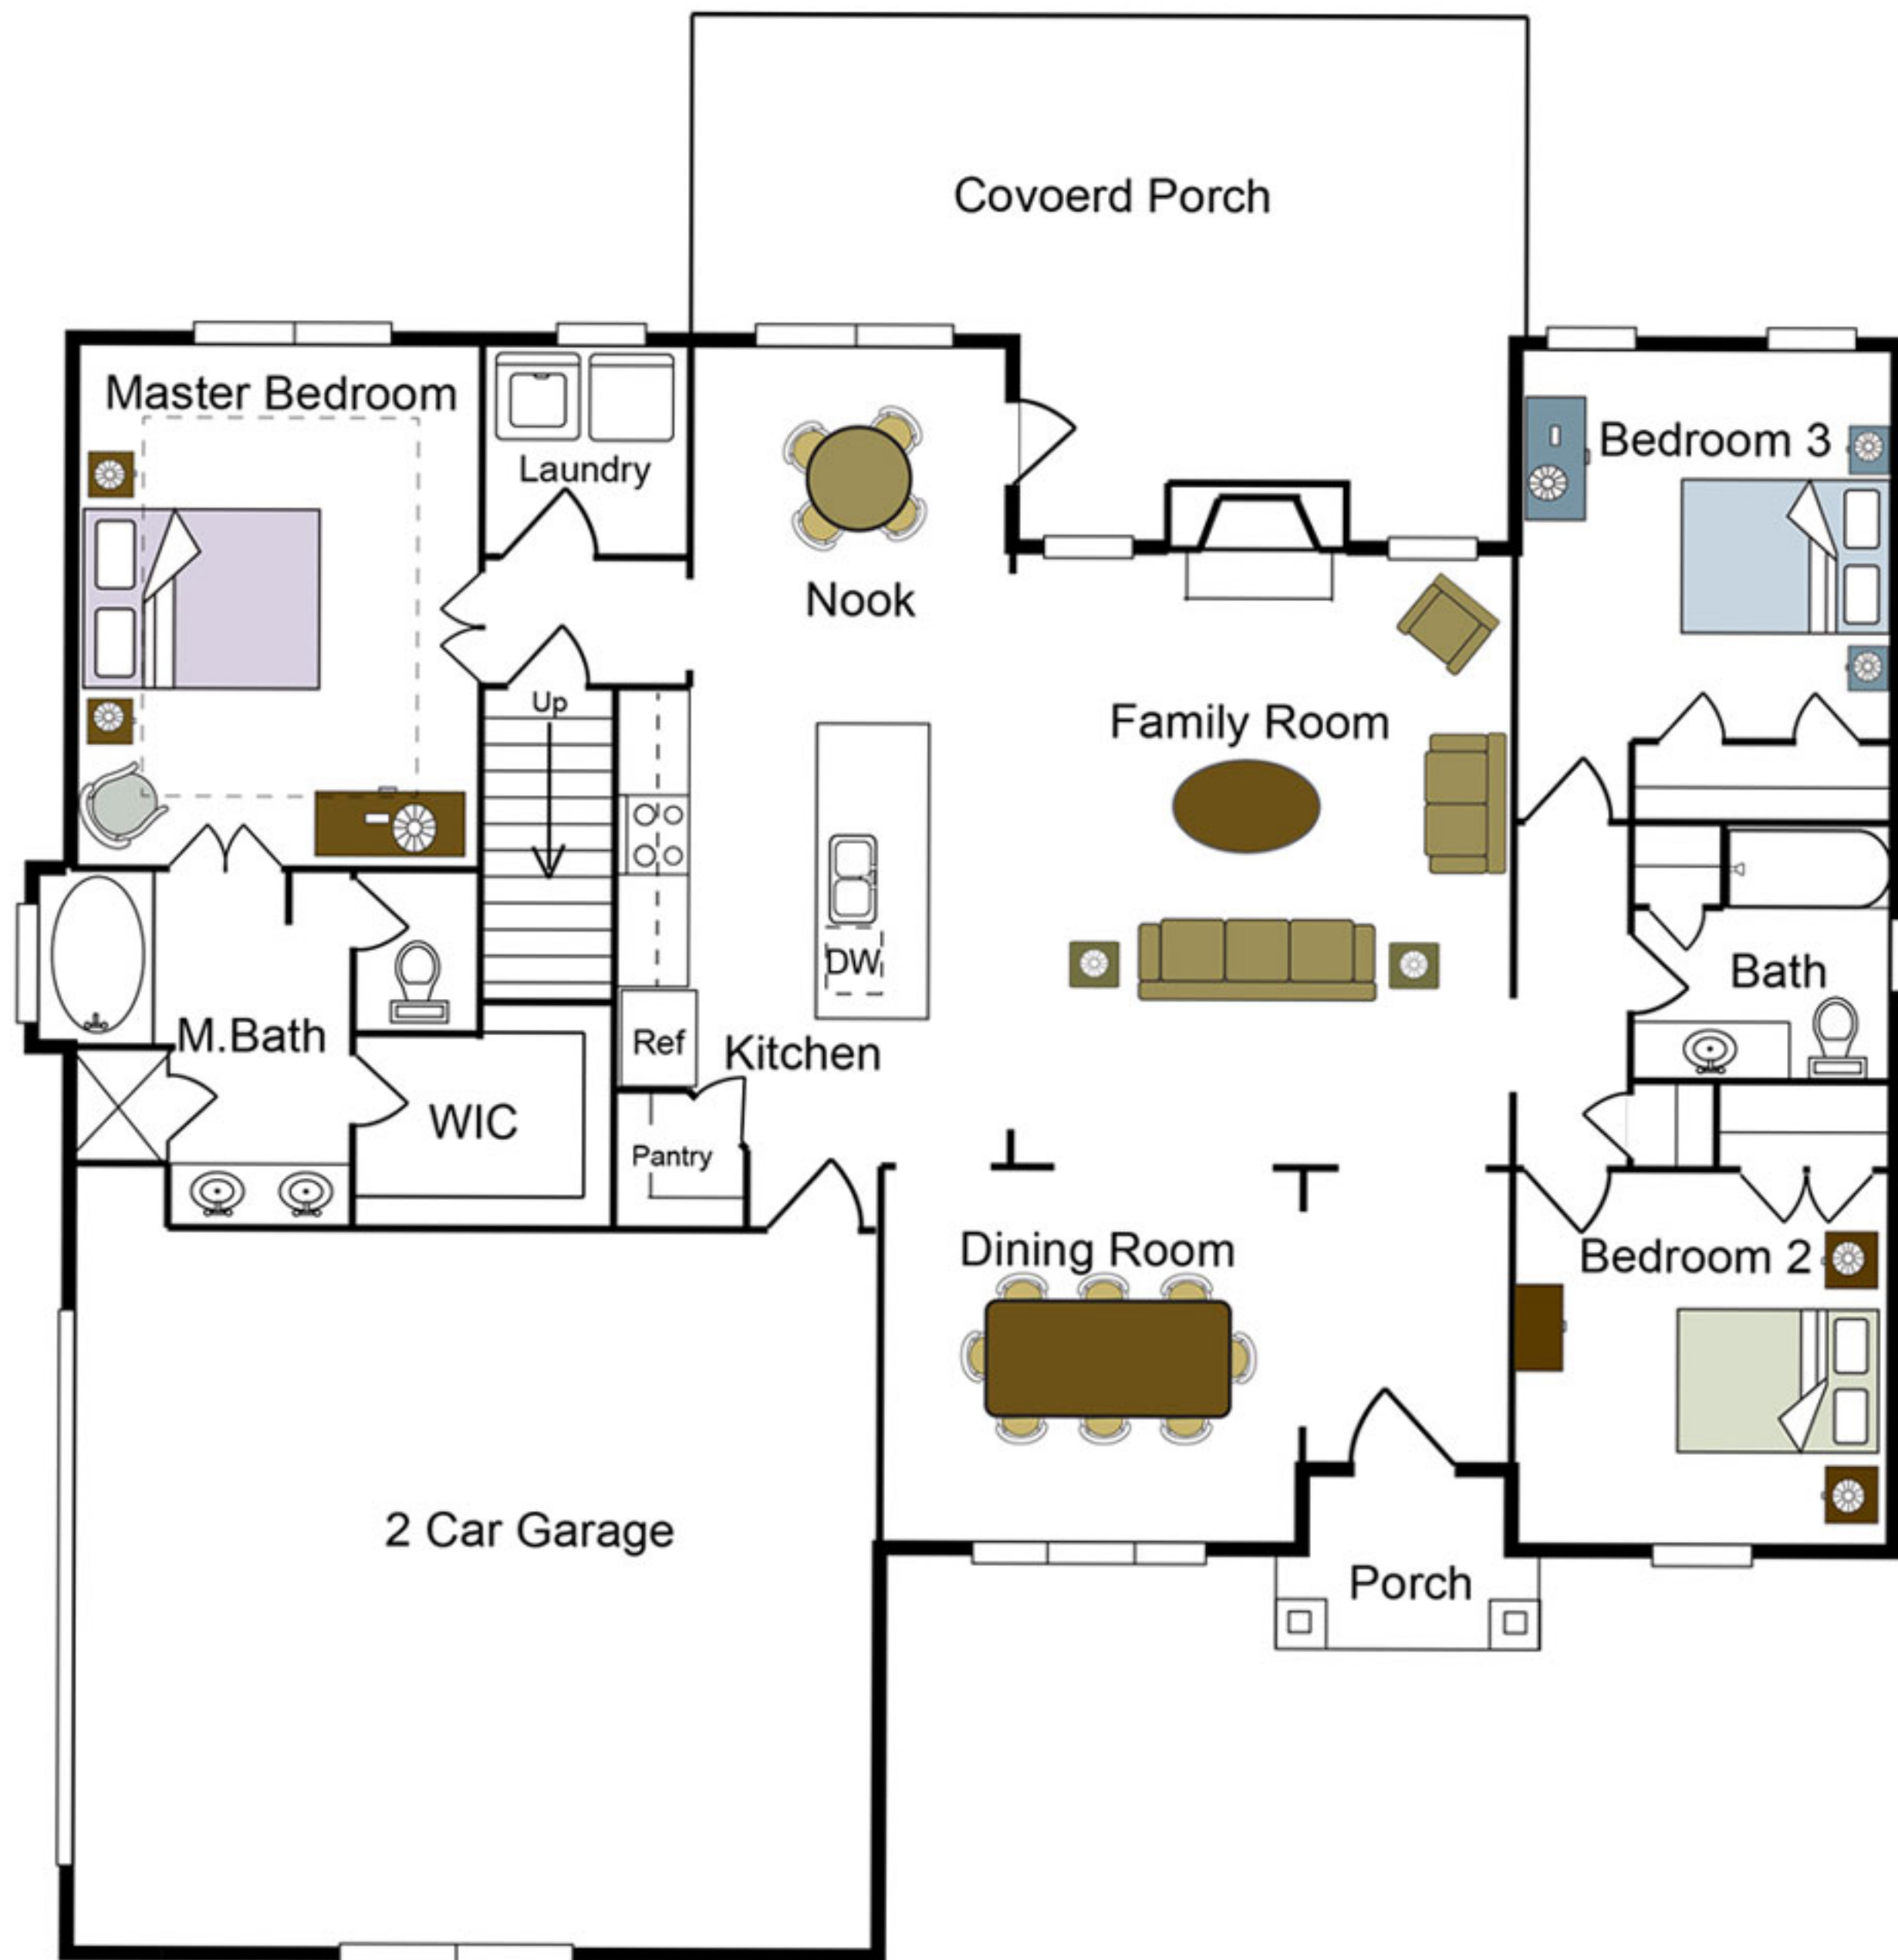 Covoerd Porch
Master Bedroom
Laundry
Bedroom 3
Nook
Up
Family Room
DW
Bath
M.Bath
Ref
Kitchen
WIC
Pantry
Dining Room
Bedroom 2
2 Car Garage
Porch